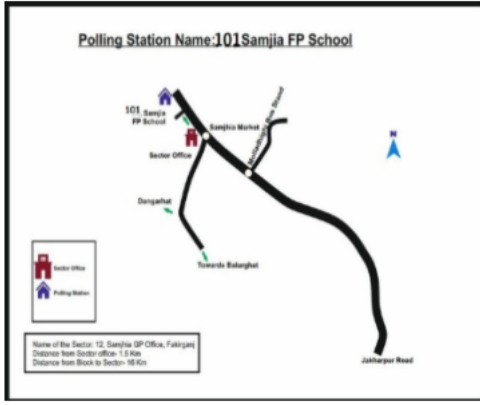 Polling Station Name:101Samjia FP School
101, Samjia
FP School
Samjhia Market
Sector Office
Bus Stand
Dangarhat
Towards Balurghat
N
Jakharpur Road
Sector Office
Polling Station
Name of the Sector: 12, Samjhia GP Office, Fakirganj
Distance from Sector office- 1.5 Km
Distance from Block to Sector- 16 Km